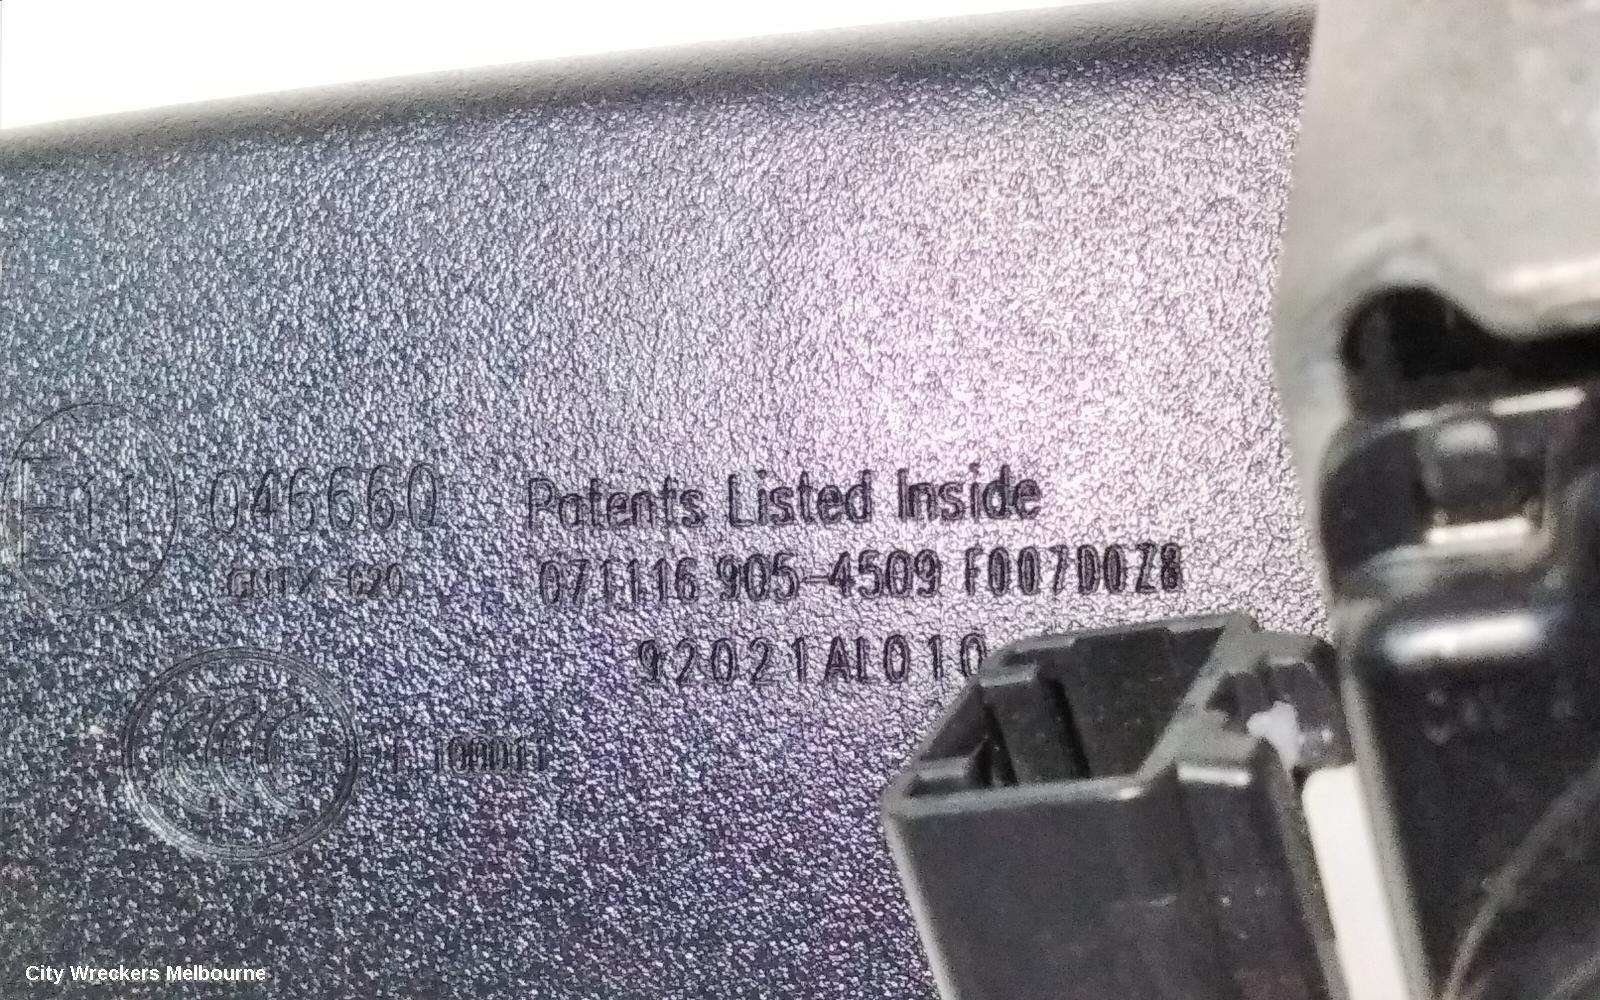 E11 046660 Patents Listed Inside
071116 905-4509 F007D0Z8
92021AL010
City Wreckers Melbourne